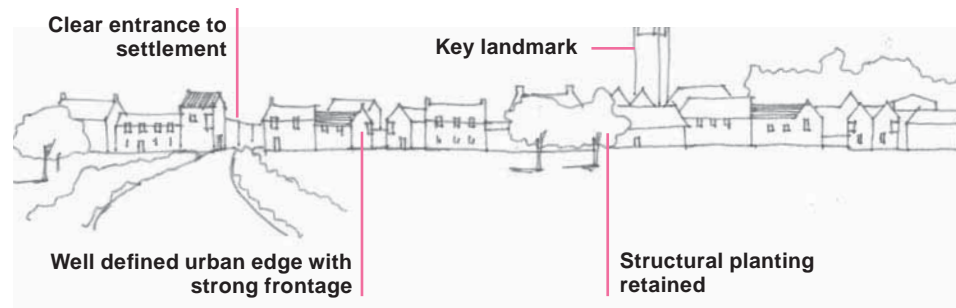 Clear entrance to
settlement
Key landmark
Well defined urban edge with
strong frontage
Structural planting
retained